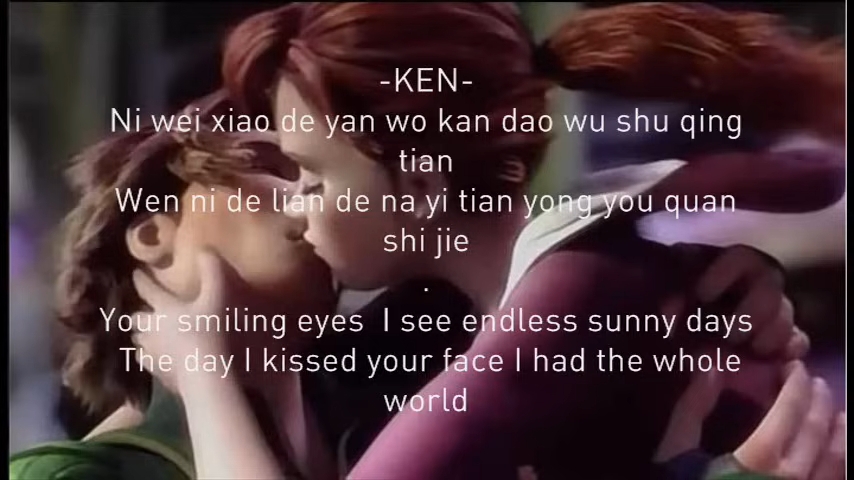 -KEN-
Ni wei xiao de yan wo kan dao wu shu qing
tian
Wen ni de lian de na yi tian yong you quan
shi jie
.
Your smiling eyes I see endless sunny days
The day I kissed your face I had the whole
world